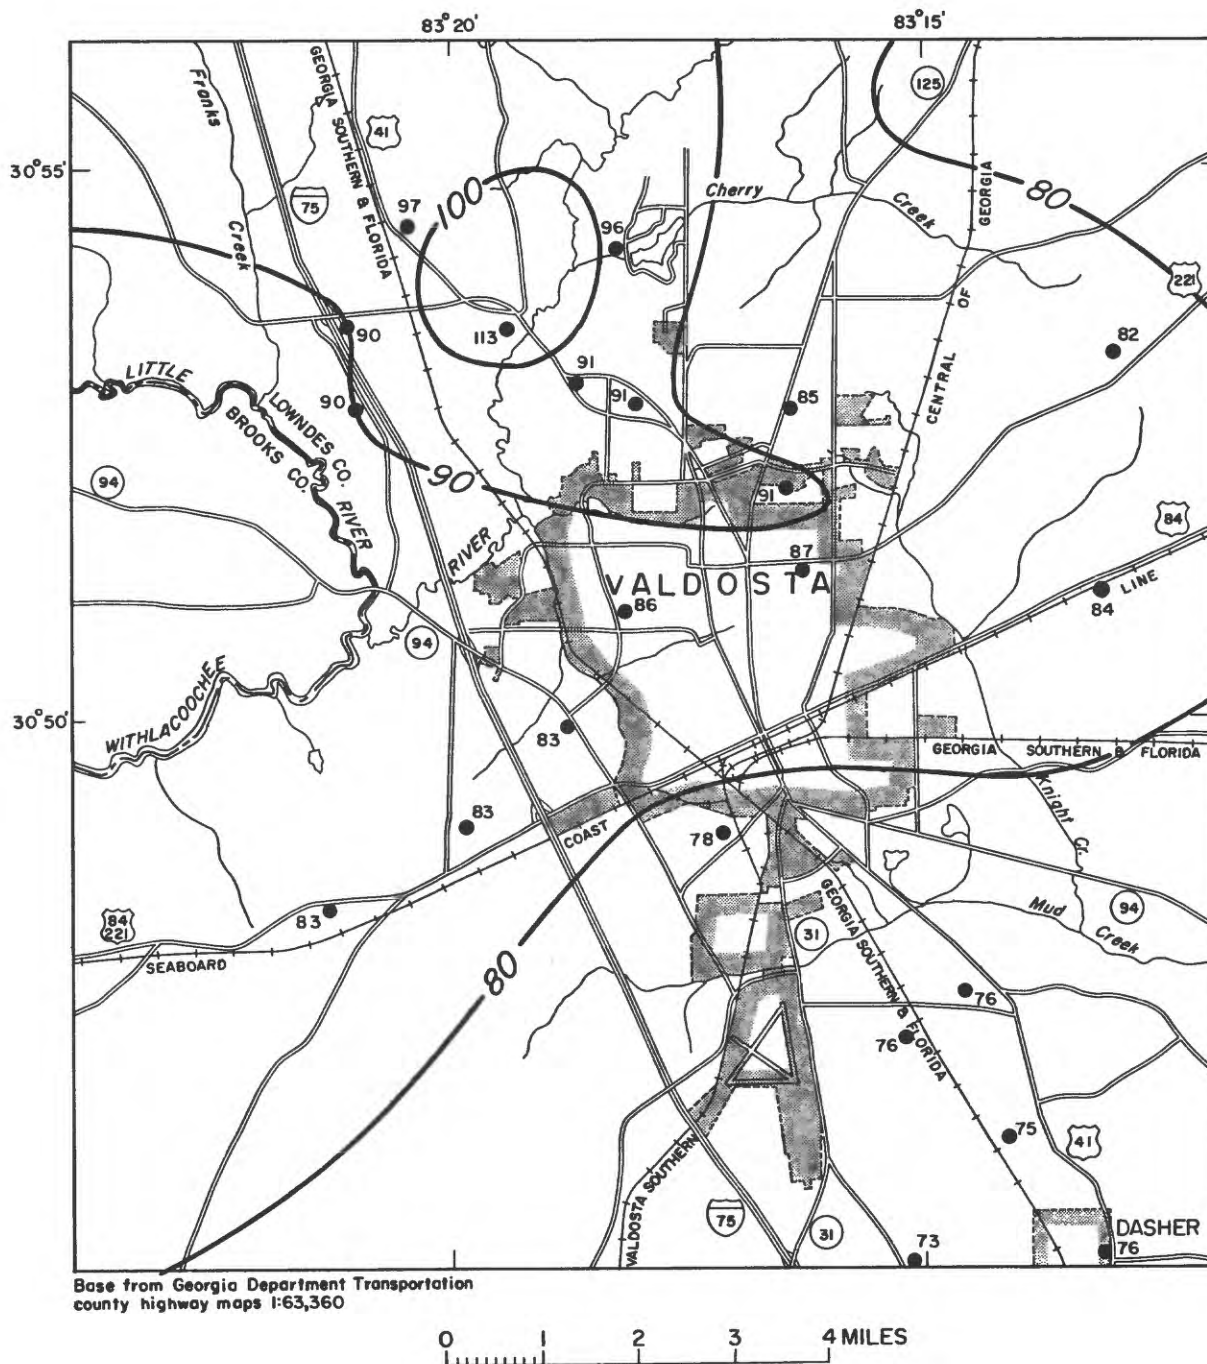 83°20'
83°15'
125
Franks
GEORGIA SOUTHERN & FLORIDA
41
30°55'
75
97
100
Cherry
Creek
GEORGIA
80
96
Creek
221
OF
90
113
82
LITTLE
91
91
85
90
CENTRAL
LOWNDES CO.
BROOKS CO.
94
RIVER
90
91
84
RIVER
87
VALDOSTA
LINE
86
84
94
WITHLACOOCHEE
30°50'
83
GEORGIA SOUTHERN & FLORIDA
Knight Cr.
83
COAST
78
83
84
221
SEABOARD
GEORGIA SOUTHERN & FLORIDA
Mud
Creek
94
31
80
76
76
75
41
VALDOSTA SOUTHERN
75
31
73
DASHER
76
Base from Georgia Department Transportation
county highway maps 1:63,360
0 1 2 3 4 MILES